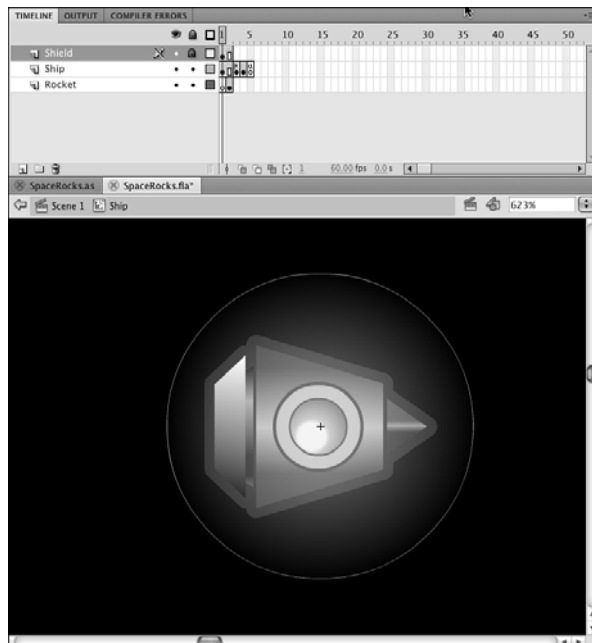 TIMELINE OUTPUT COMPILER ERRORS
1 5 10 15 20 25 30 35 40 45 50
Shield
Ship
Rocket
1 60.00 fps 0.0 s
SpaceRocks.as SpaceRocks.fla*
Scene 1 Ship 623%